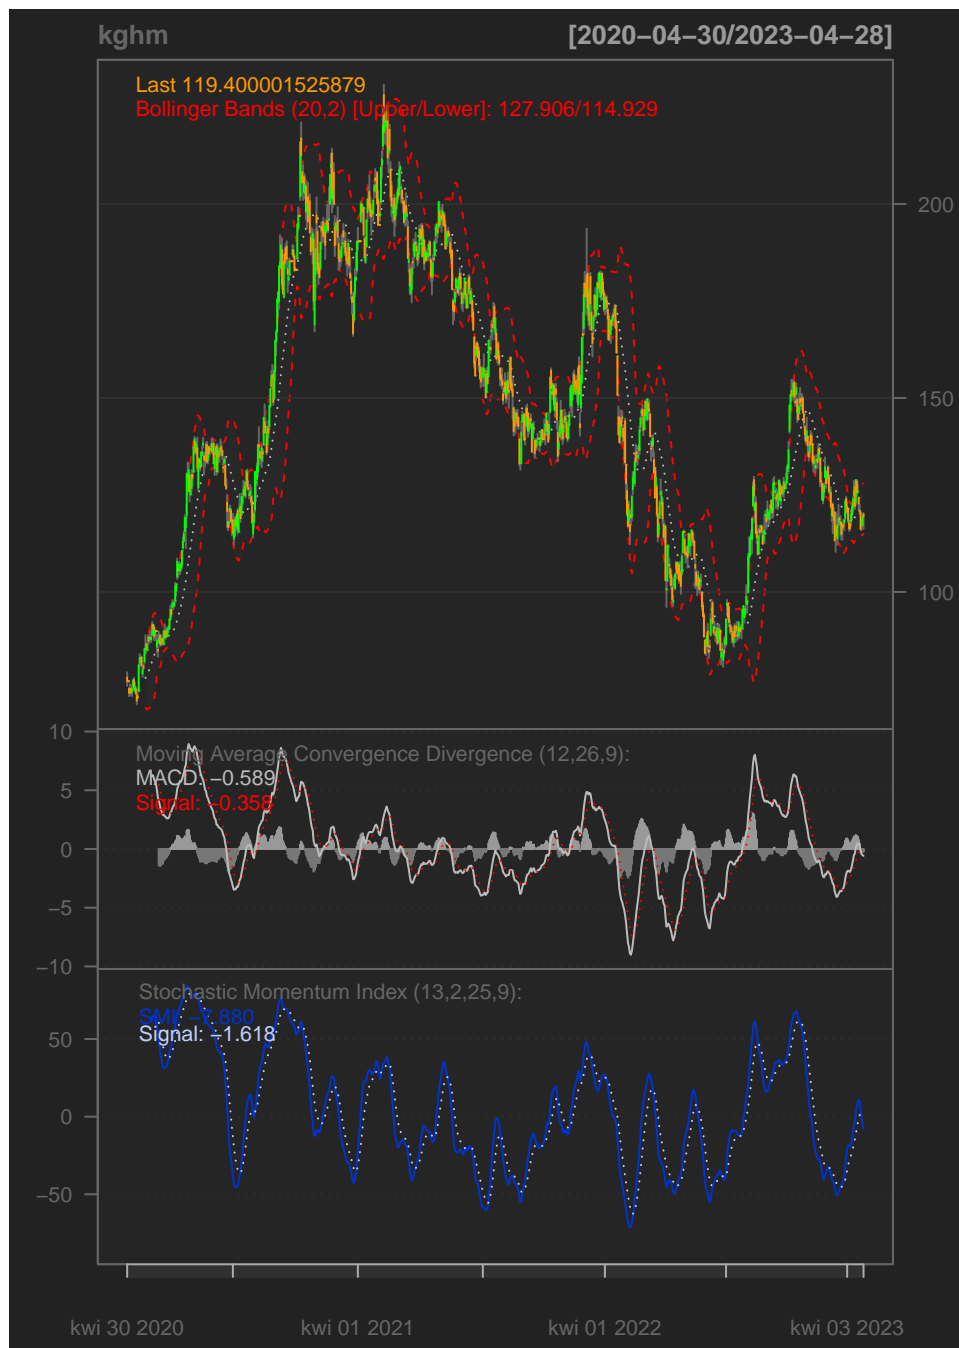 kghm [2020−04−30/2023−04−28]
Last 119.400001525879
Bollinger Bands (20,2) [Upper/Lower]: 127.906/114.929
200
150
100
10
Moving Average Convergence Divergence (12,26,9):
MACD: −0.589
5
Signal: −0.358
0
−5
−10
Stochastic Momentum Index (13,2,25,9):
SMI: −7.880
Signal: −1.618
50
0
−50
kwi 30 2020 kwi 01 2021 kwi 01 2022 kwi 03 2023